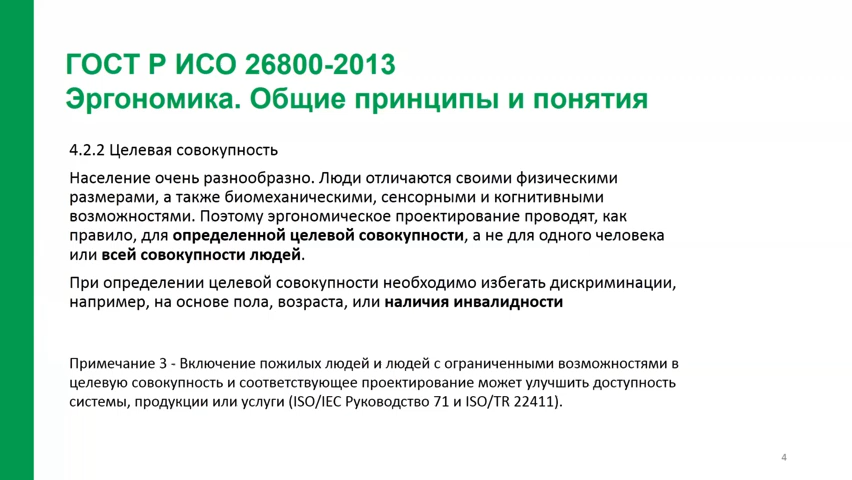 ГОСТ Р ИСО 26800-2013
Эргономика. Общие принципы и понятия
4.2.2 Целевая совокупность
Население очень разнообразно. Люди отличаются своими физическими
размерами, а также биомеханическими, сенсорными и когнитивными
возможностями. Поэтому эргономическое проектирование проводят, как
правило, для определенной целевой совокупности, а не для одного человека
или всей совокупности людей.
При определении целевой совокупности необходимо избегать дискриминации,
например, на основе пола, возраста, или наличия инвалидности
Примечание 3 - Включение пожилых людей и людей с ограниченными возможностями в
целевую совокупность и соответствующее проектирование может улучшить доступность
системы, продукции или услуги (ISO/IEC Руководство 71 и ISO/TR 22411).
4